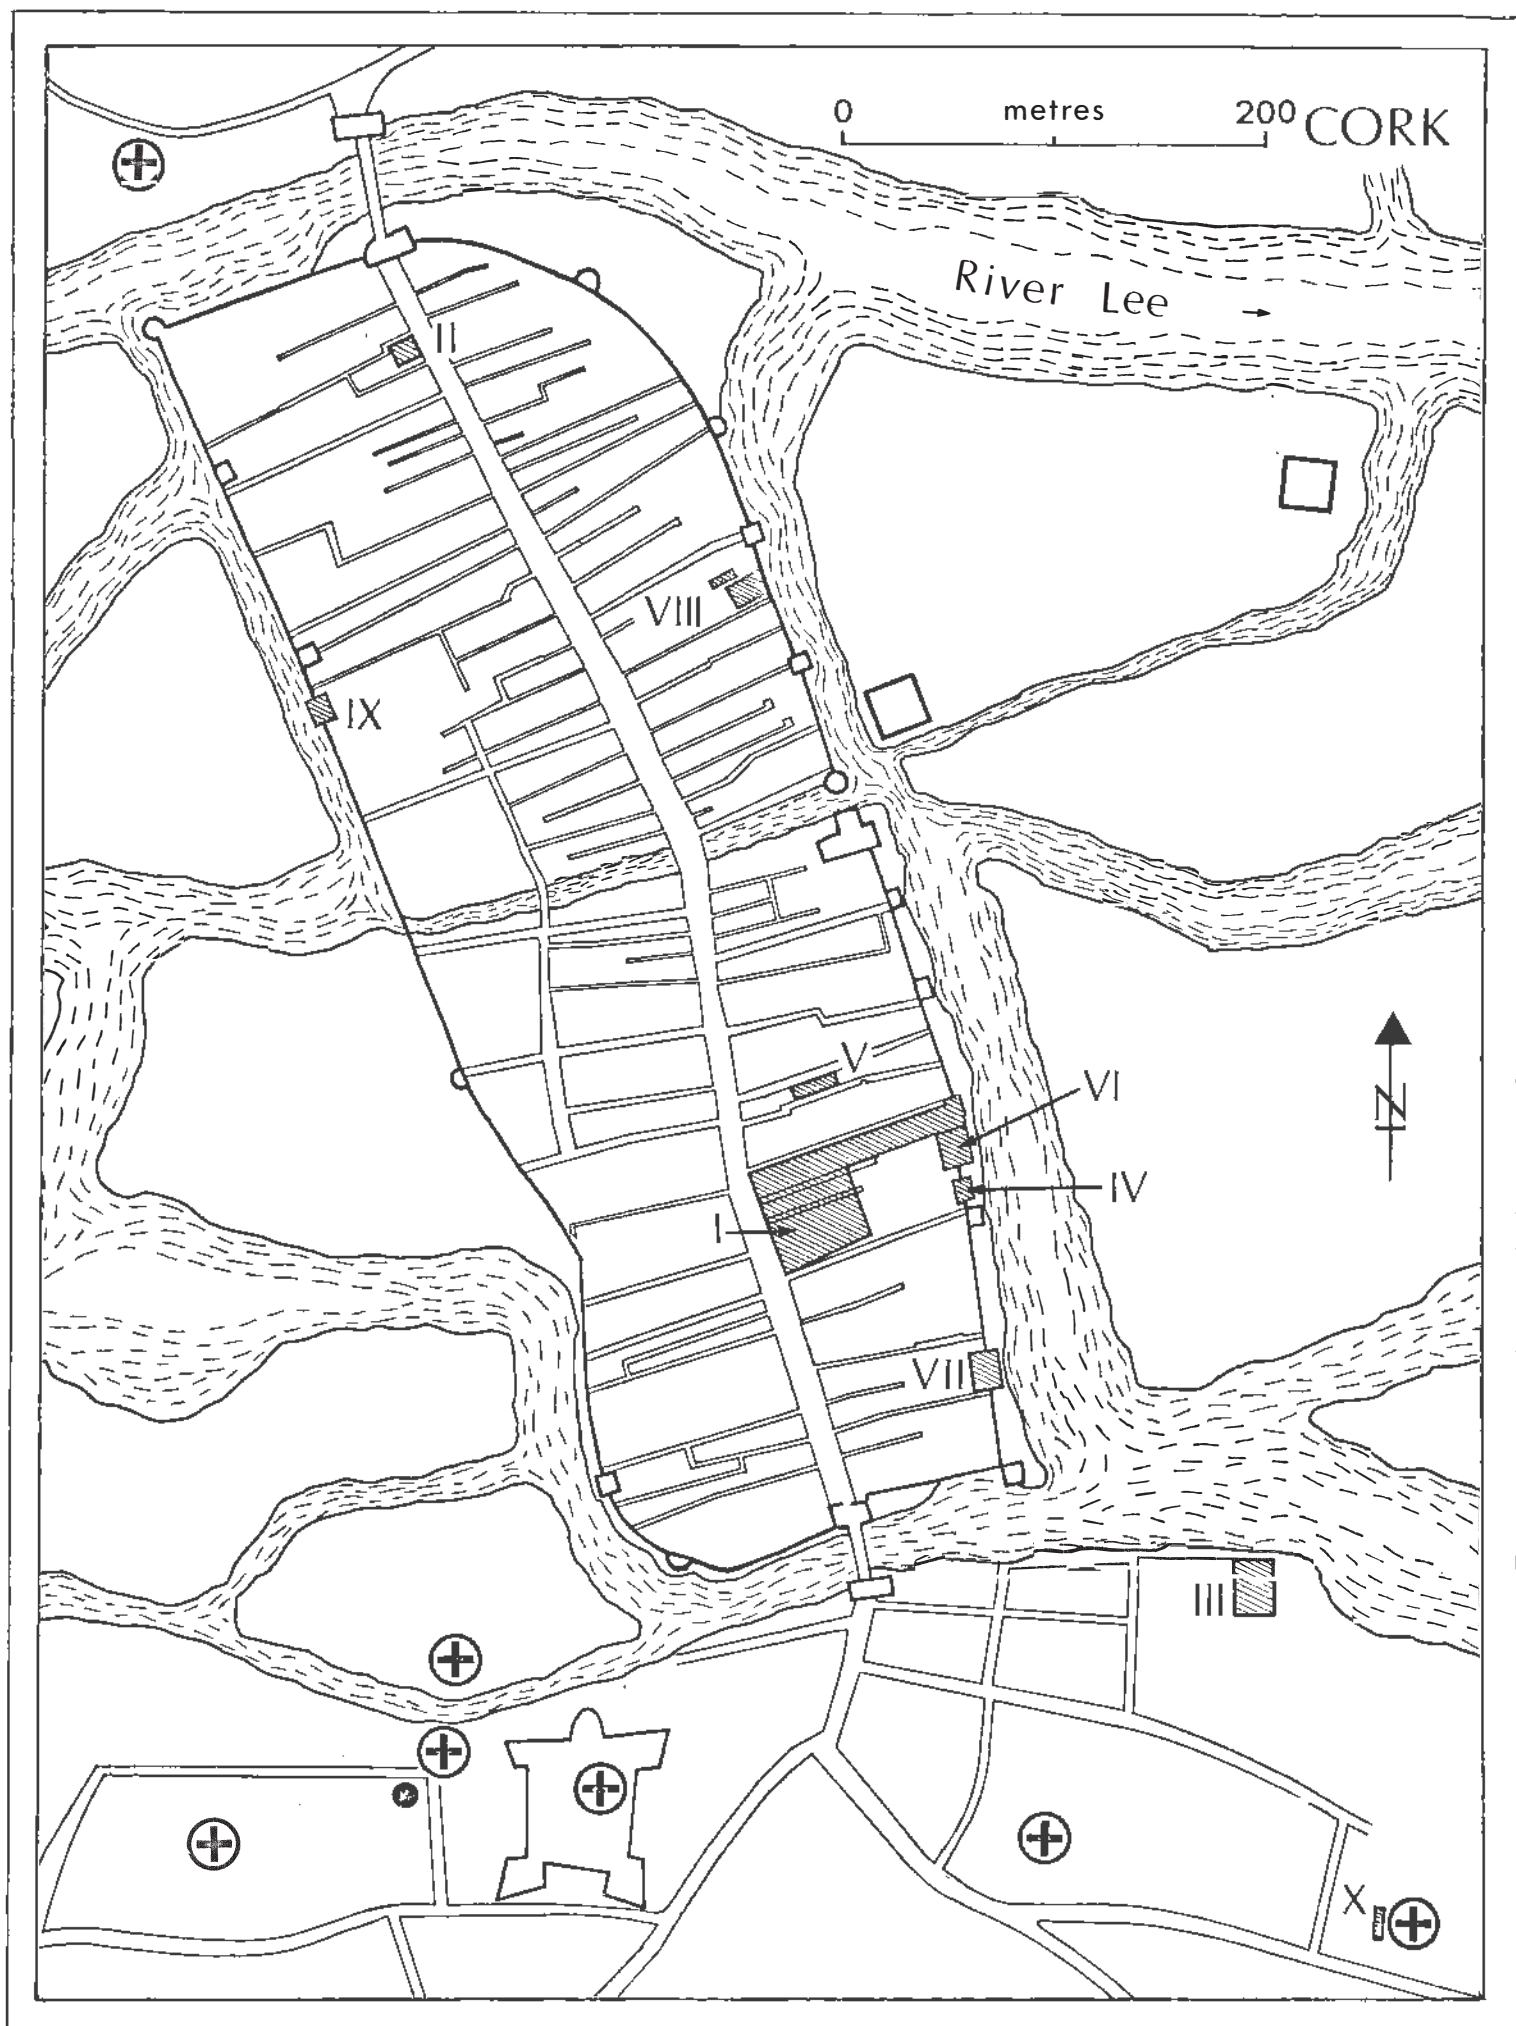 0 metres 200 CORK
River Lee
II
VIII
IX
V
VI
IV
I
VII
III
X
N